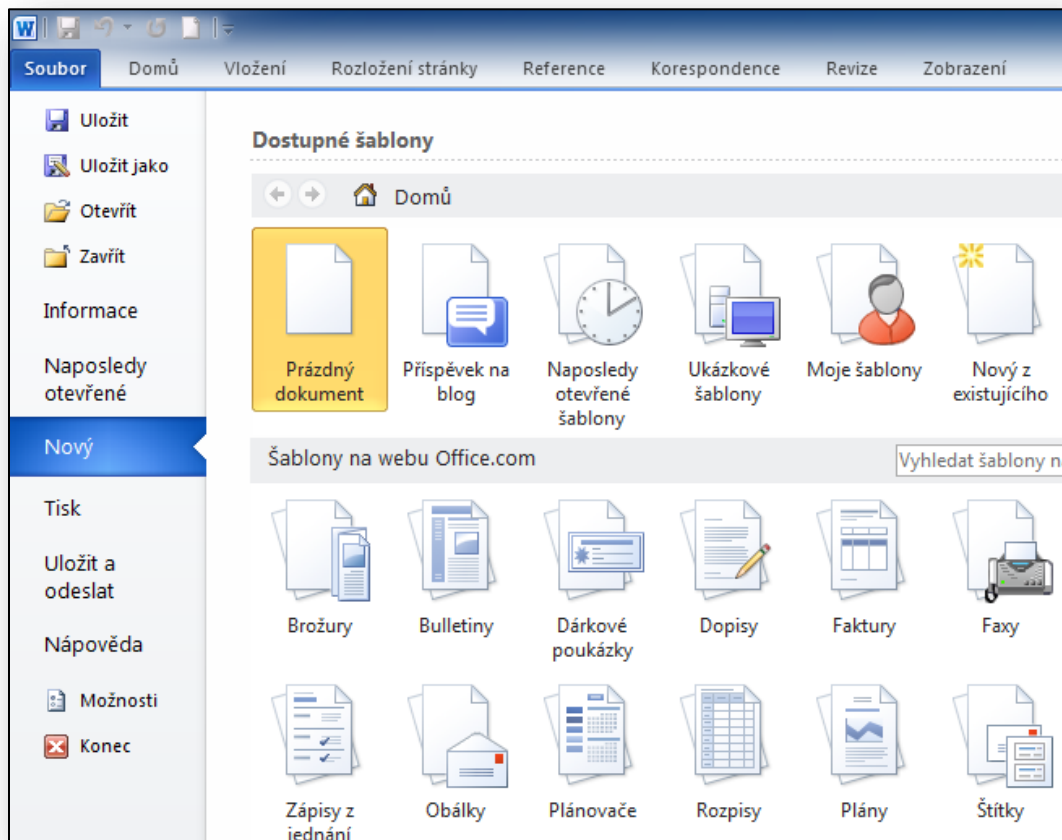 W
Soubor Domů Vložení Rozložení stránky Reference Korespondence Revize Zobrazení
Uložit
Uložit jako
Otevřít
Zavřít
Informace
Naposledy
otevřené
Nový
Tisk
Uložit a
odeslat
Nápověda
Možnosti
Konec
Dostupné šablony
Domů
Prázdný
dokument
Příspěvek na
blog
Naposledy
otevřené
šablony
Ukázkové
šablony
Moje šablony
Nový z
existujícího
Šablony na webu Office.com
Vyhledat šablony n
Brožury
Bulletiny
Dárkové
poukázky
Dopisy
Faktury
Faxy
Zápisy z
jednání
Obálky
Plánovače
Rozpisy
Plány
Štítky